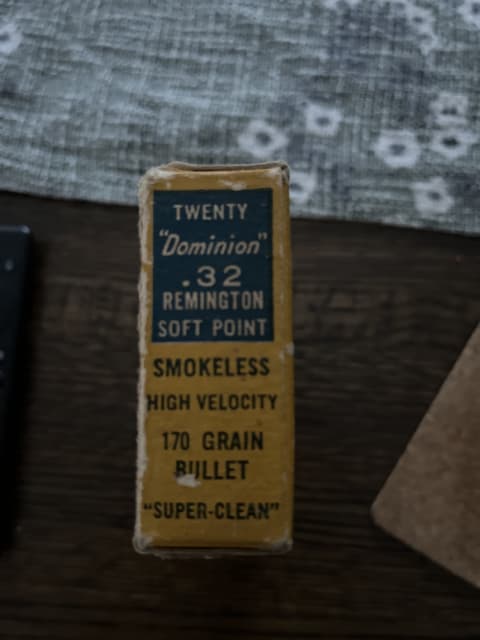 TWENTY
"Dominion"
.32
REMINGTON
SOFT POINT
SMOKELESS
HIGH VELOCITY
170 GRAIN
BULLET
"SUPER-CLEAN"